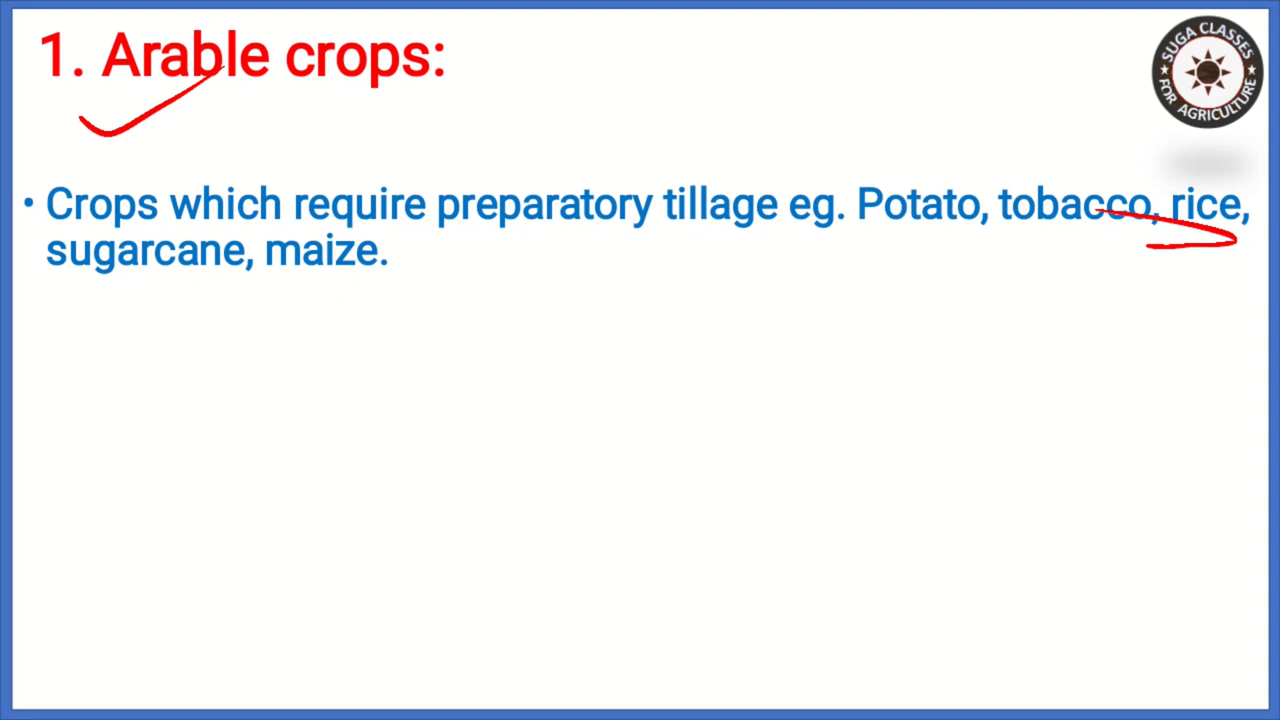 1. Arable crops:
SUGA CLASSES
FOR AGRICULTURE
• Crops which require preparatory tillage eg. Potato, tobacco, rice,
sugarcane, maize.